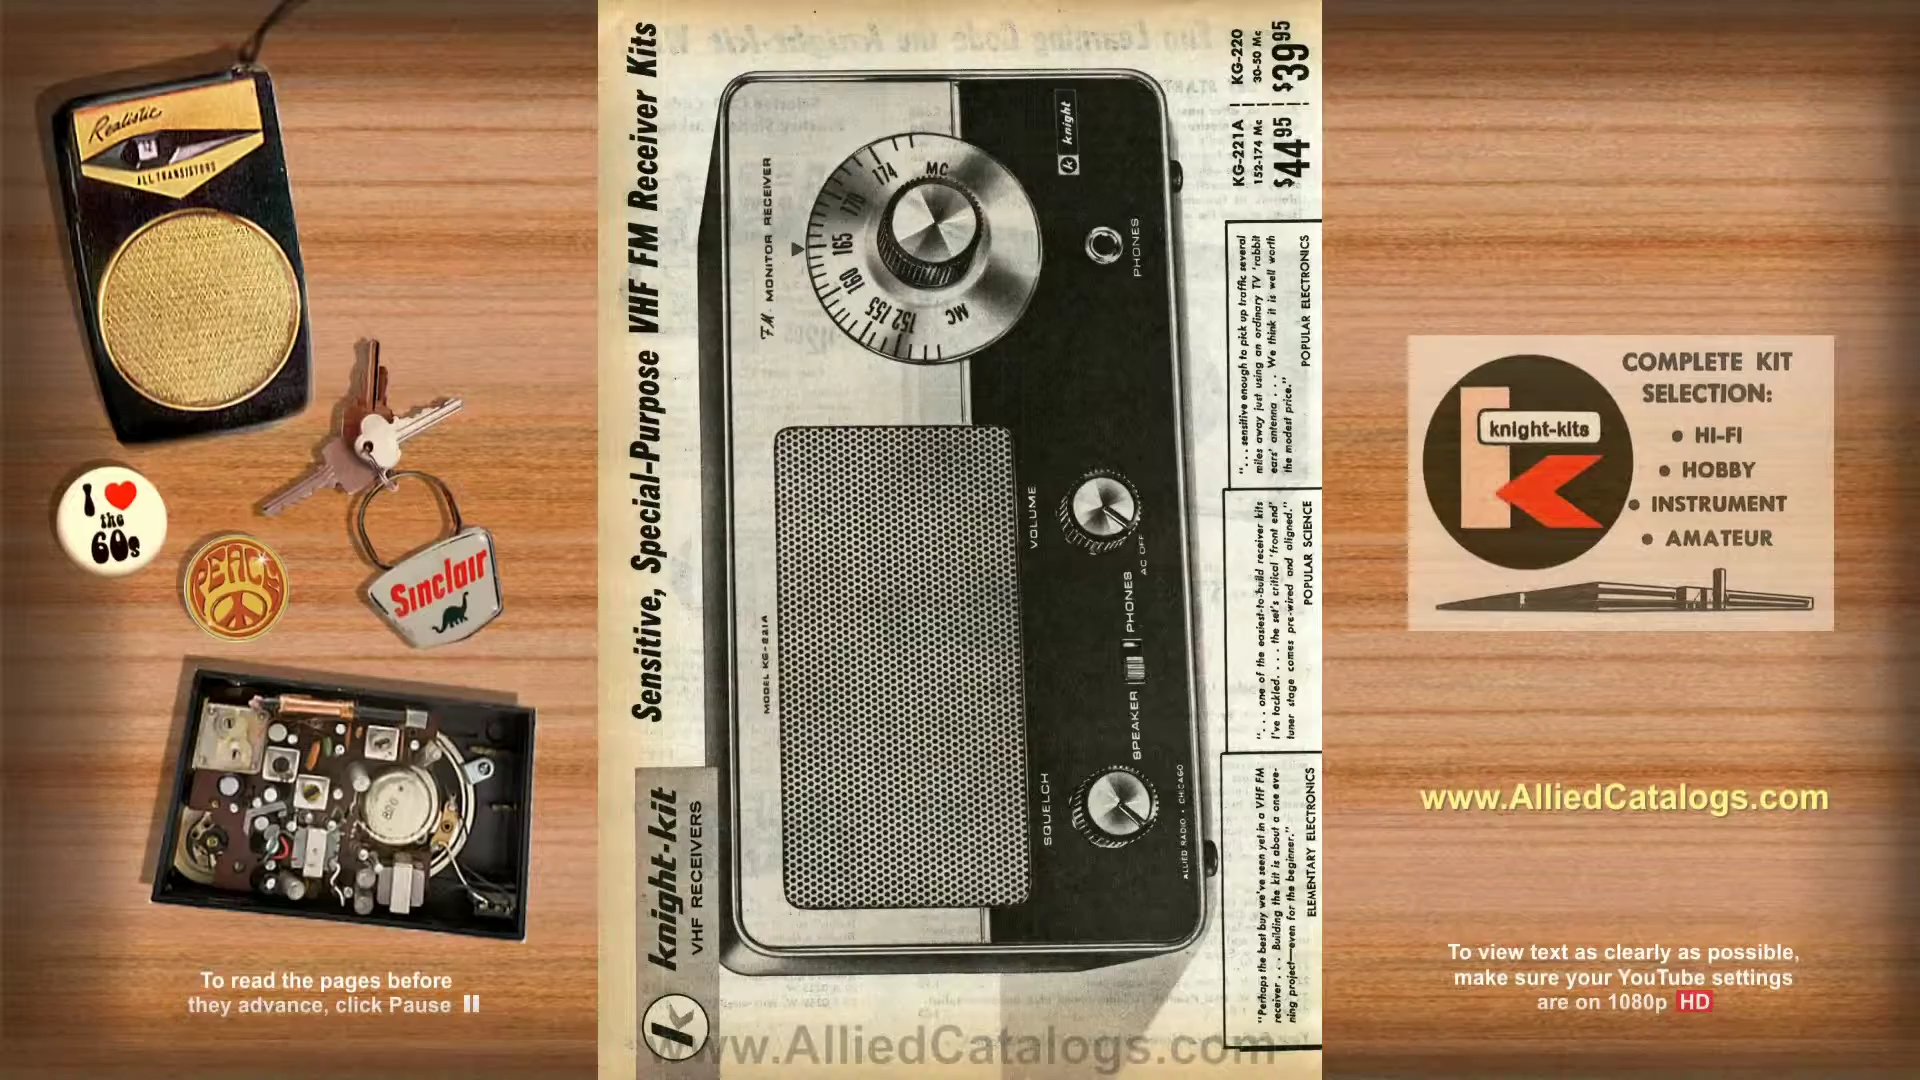 Realistic
ALL TRANSISTORS
I
the
60s
PEACE
Sinclair
806
To read the pages before
they advance, click Pause
knight-kit
VHF RECEIVERS
Sensitive, Special-Purpose VHF FM Receiver Kits
MODEL KG-221A
FM MONITOR RECEIVER
MC
174
170
165
160
155
152
MC
k knight
PHONES
VOLUME
AC OFF
SPEAKER PHONES
SQUELCH
ALLIED RADIO • CHICAGO
KG-221A KG-220
152-174 Mc 30-50 Mc
$44.95 $39.95
"Perhaps the best buy we've seen yet in a VHF FM
receiver . . . Building the kit is about a one eve-
ning project—even for the beginner."
ELEMENTARY ELECTRONICS
". . . one of the easiest-to-build receiver kits
I've tackled. . . . the set's critical 'front end'
tuner stage comes pre-wired and aligned."
POPULAR SCIENCE
". . . sensitive enough to pick up traffic several
miles away just using an ordinary TV 'rabbit
ears' antenna . . . We think it is well worth
the modest price."
POPULAR ELECTRONICS
www.AlliedCatalogs.com
knight-kits
COMPLETE KIT
SELECTION:
• HI-FI
• HOBBY
• INSTRUMENT
• AMATEUR
www.AlliedCatalogs.com
To view text as clearly as possible,
make sure your YouTube settings
are on 1080p HD